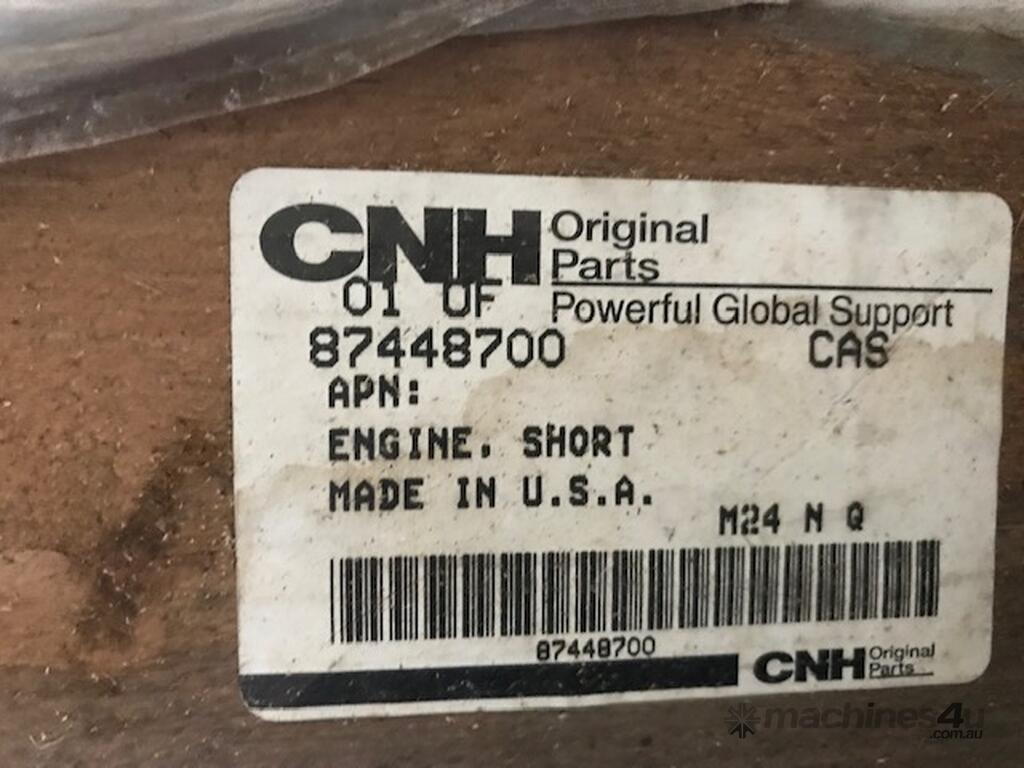 CNH Original
Parts
01 OF
Powerful Global Support
87448700 CAS
APN:
ENGINE, SHORT
MADE IN U.S.A.
M24 N Q
87448700
CNH Original
Parts
machines4u
.com.au